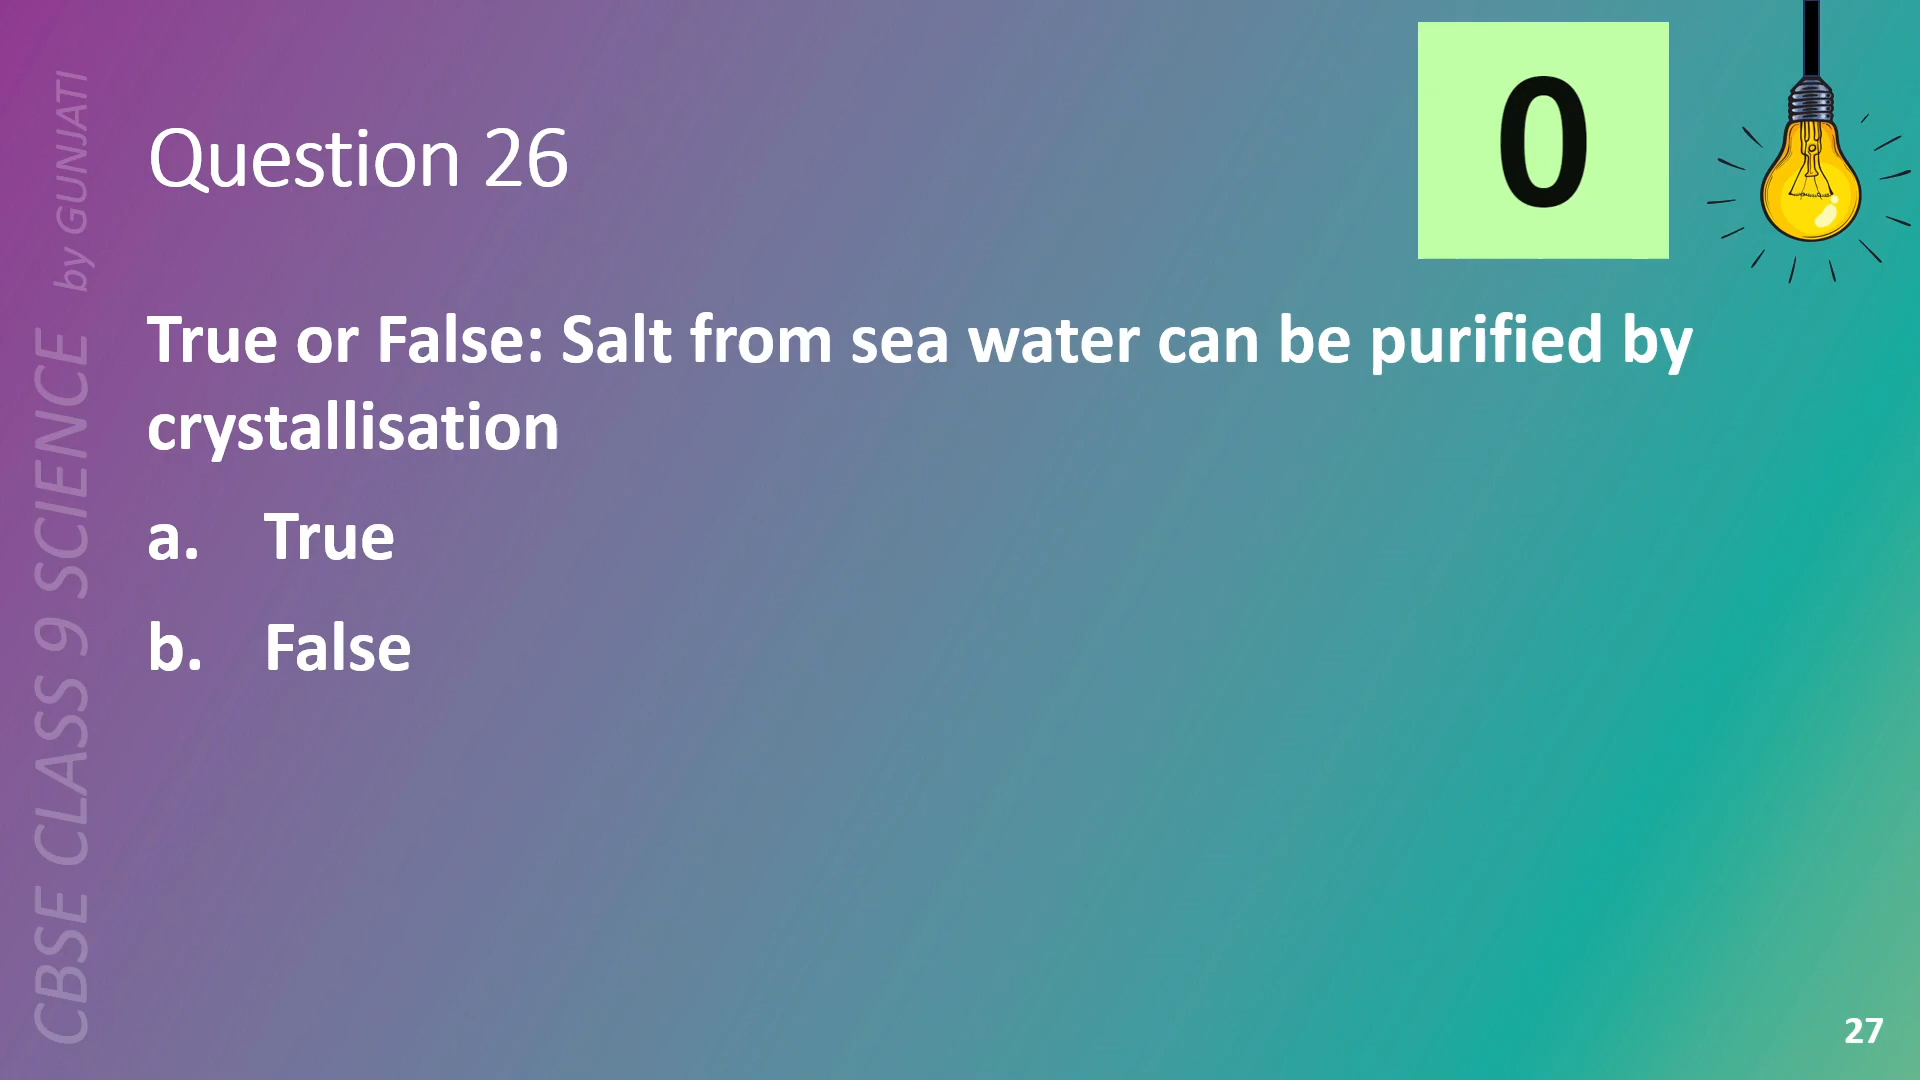 CBSE CLASS 9 SCIENCE by GUNJATI
Question 26
0
True or False: Salt from sea water can be purified by
crystallisation
a. True
b. False
27